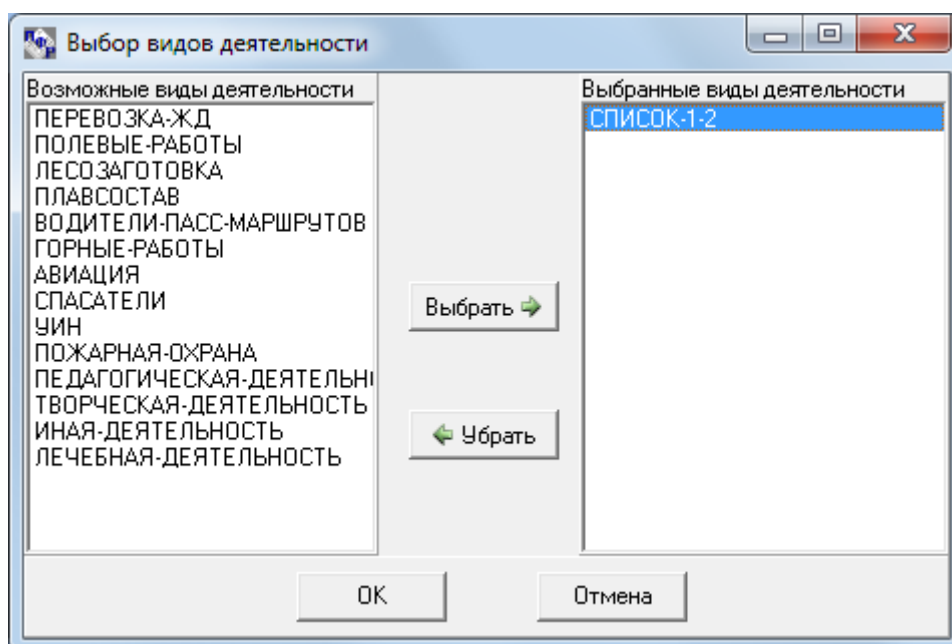 ПФР Выбор видов деятельности
Возможные виды деятельности
ПЕРЕВОЗКА-ЖД
ПОЛЕВЫЕ-РАБОТЫ
ЛЕСОЗАГОТОВКА
ПЛАВСОСТАВ
ВОДИТЕЛИ-ПАСС-МАРШРУТОВ
ГОРНЫЕ-РАБОТЫ
АВИАЦИЯ
СПАСАТЕЛИ
УИН
ПОЖАРНАЯ-ОХРАНА
ПЕДАГОГИЧЕСКАЯ-ДЕЯТЕЛЬН
ТВОРЧЕСКАЯ-ДЕЯТЕЛЬНОСТЬ
ИНАЯ-ДЕЯТЕЛЬНОСТЬ
ЛЕЧЕБНАЯ-ДЕЯТЕЛЬНОСТЬ
Выбрать
Убрать
Выбранные виды деятельности
СПИСОК-1-2
OK
Отмена